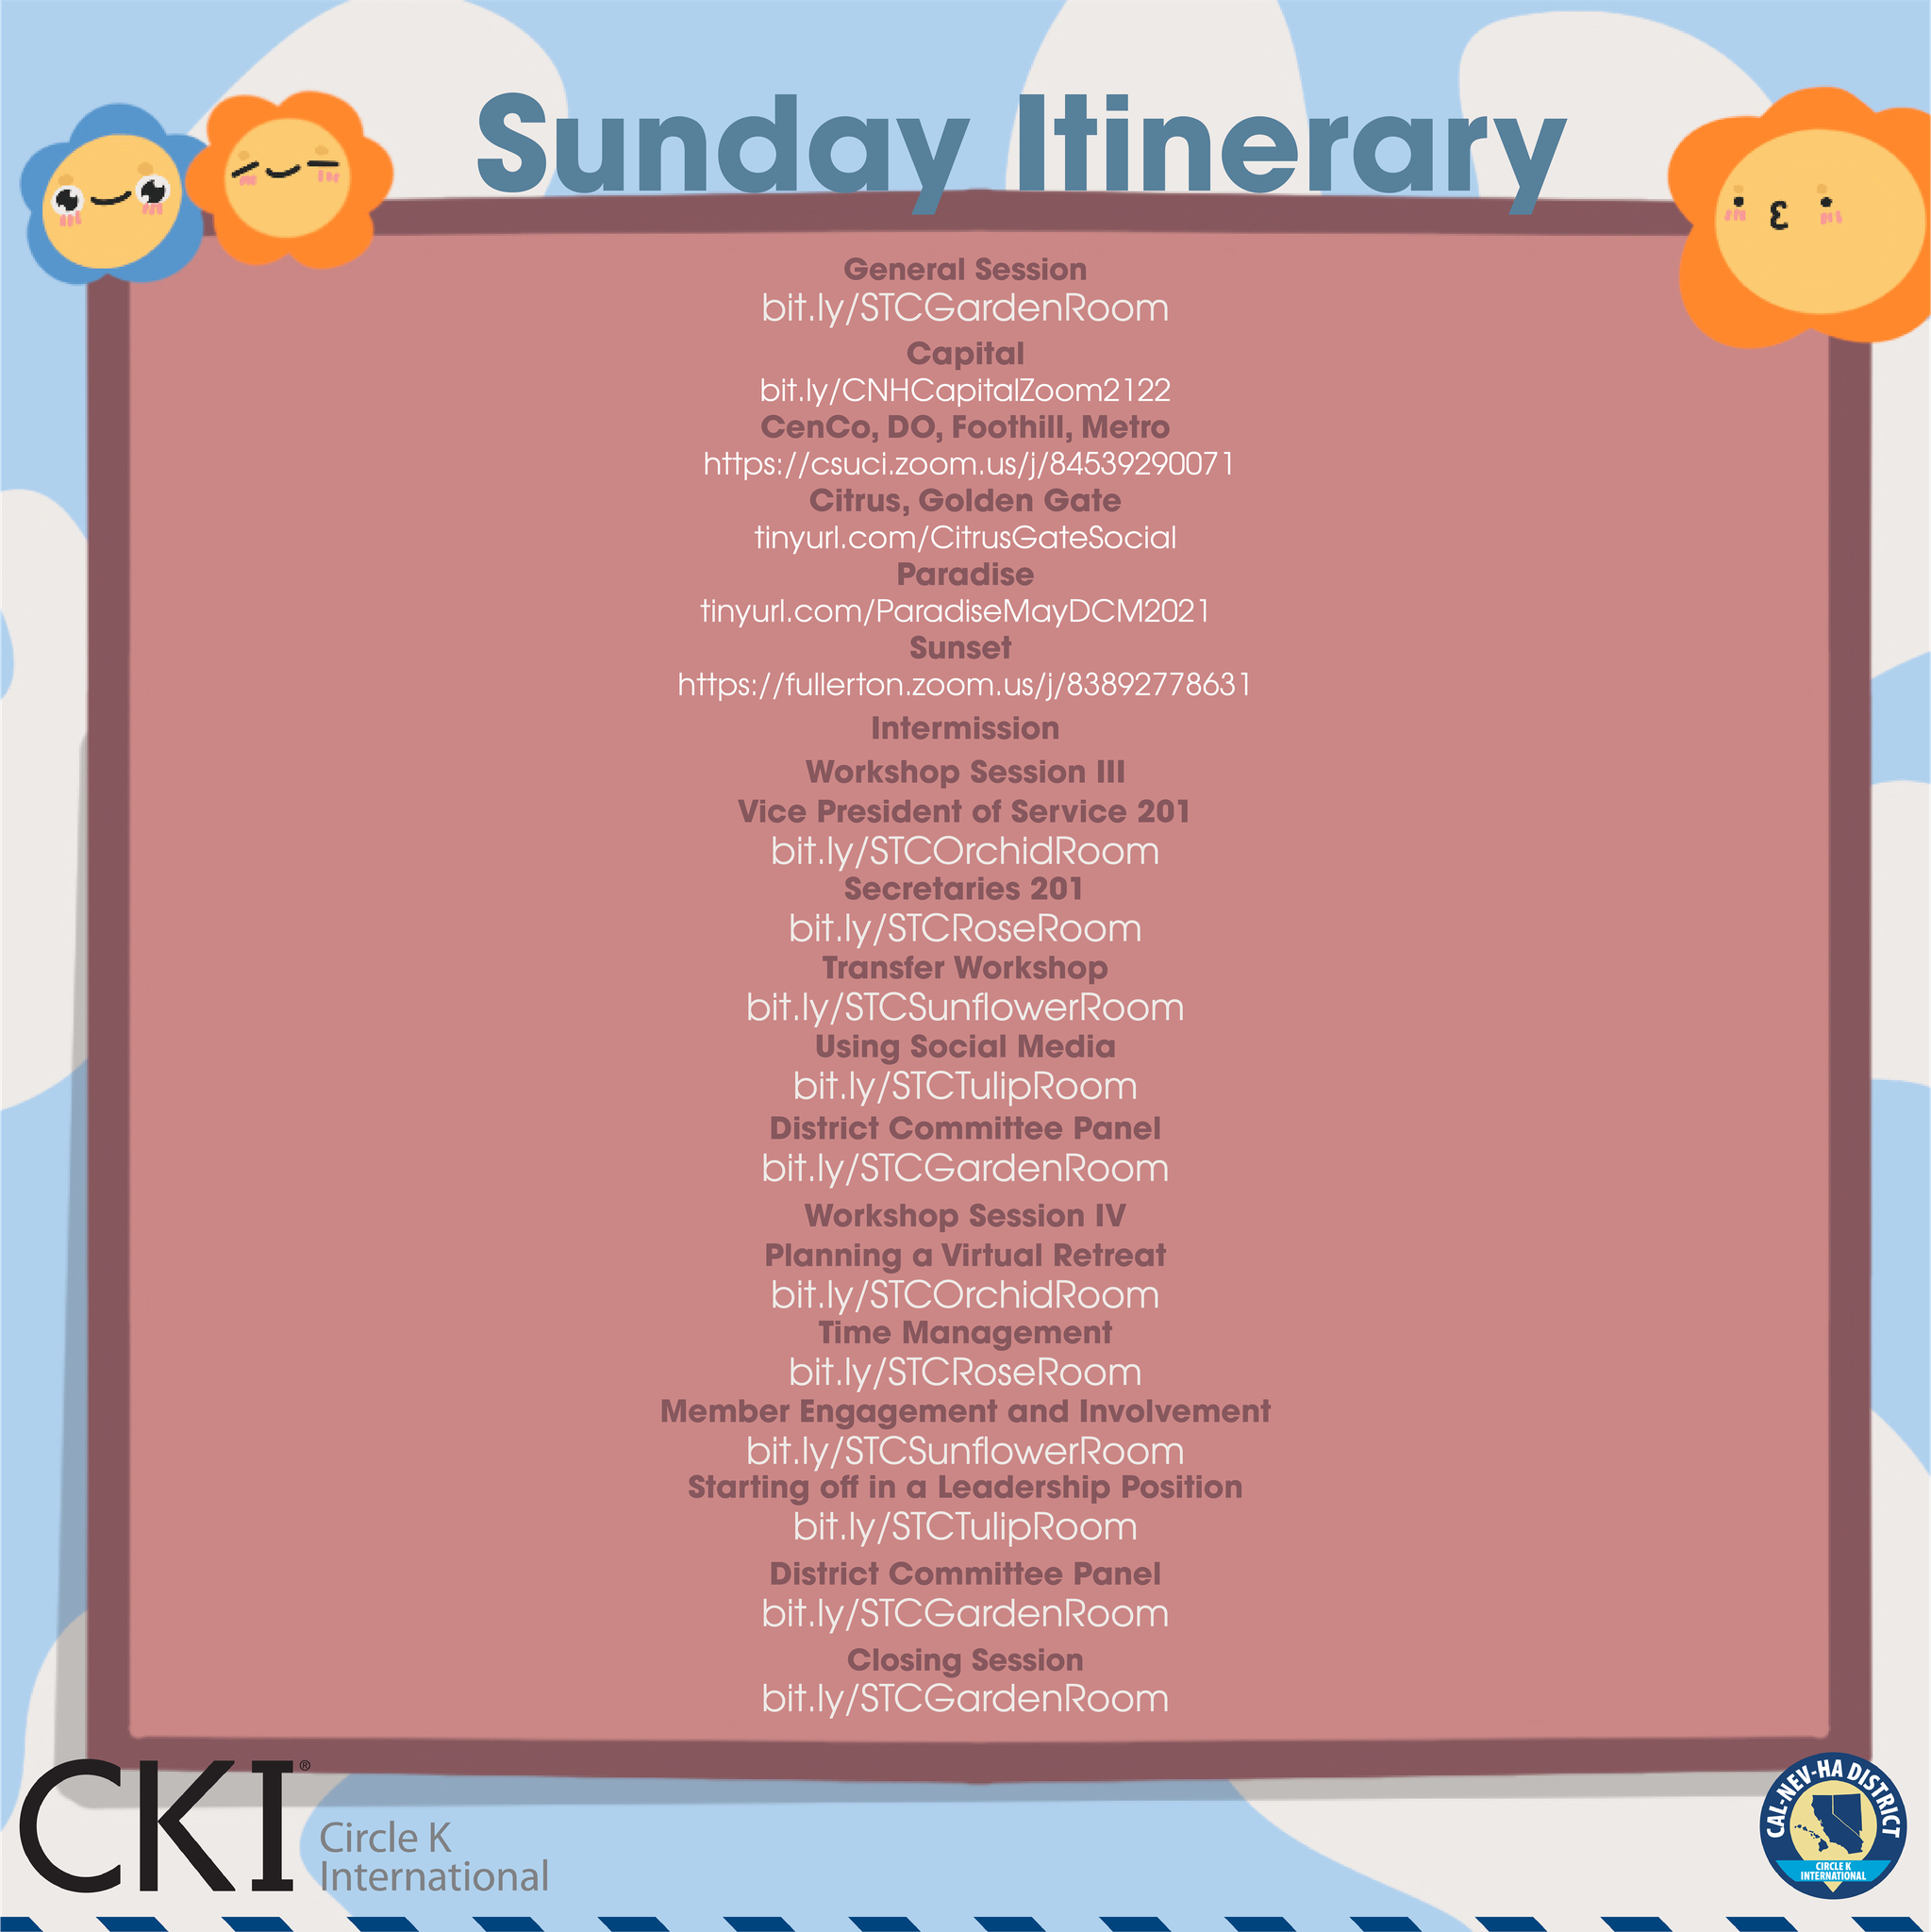 Sunday Itinerary
General Session
bit.ly/STCGardenRoom
Capital
bit.ly/CNHCapitalZoom2122
CenCo, DO, Foothill, Metro
https://csuci.zoom.us/j/84539290071
Citrus, Golden Gate
tinyurl.com/CitrusGateSocial
Paradise
tinyurl.com/ParadiseMayDCM2021
Sunset
https://fullerton.zoom.us/j/83892778631
Intermission
Workshop Session III
Vice President of Service 201
bit.ly/STCOrchidRoom
Secretaries 201
bit.ly/STCRoseRoom
Transfer Workshop
bit.ly/STCSunflowerRoom
Using Social Media
bit.ly/STCTulipRoom
District Committee Panel
bit.ly/STCGardenRoom
Workshop Session IV
Planning a Virtual Retreat
bit.ly/STCOrchidRoom
Time Management
bit.ly/STCRoseRoom
Member Engagement and Involvement
bit.ly/STCSunflowerRoom
Starting off in a Leadership Position
bit.ly/STCTulipRoom
District Committee Panel
bit.ly/STCGardenRoom
Closing Session
bit.ly/STCGardenRoom
CKI®
Circle K
International
CAL-NEV-HA DISTRICT
CIRCLE K
INTERNATIONAL